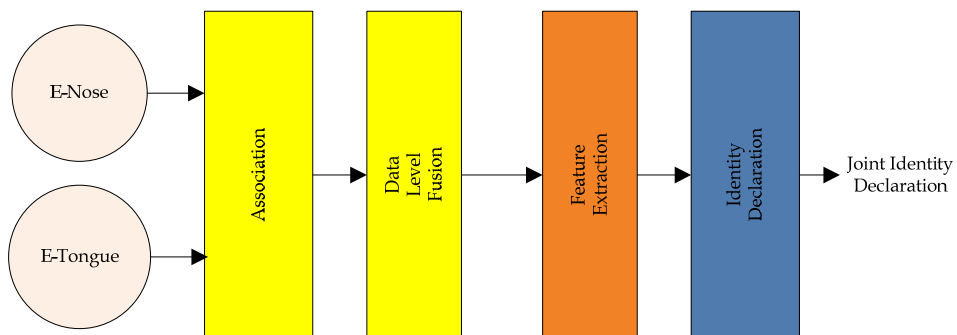 E-Nose
E-Tongue
Association
Data
Level
Fusion
Feature
Extraction
Identity
Declaration
Joint Identity
Declaration